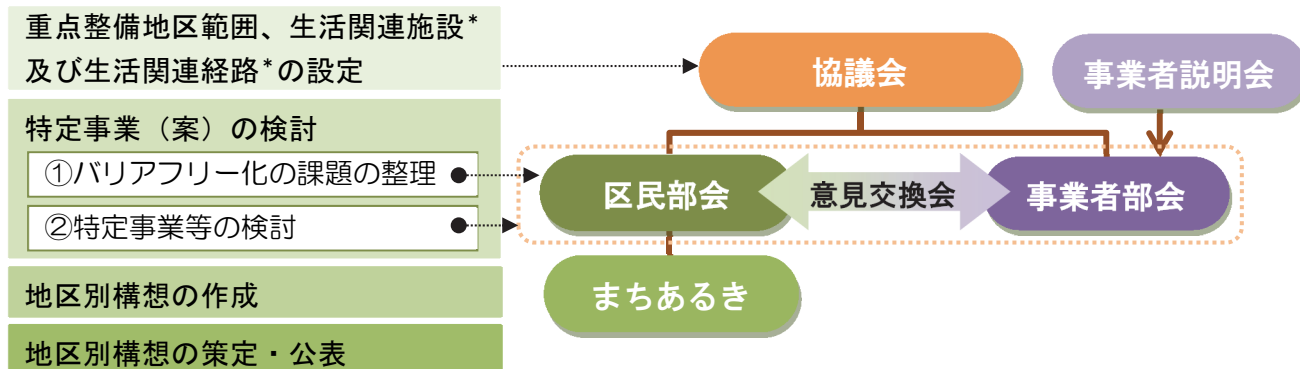 重点整備地区範囲、生活関連施設*
及び生活関連経路*の設定
特定事業（案）の検討
①バリアフリー化の課題の整理
②特定事業等の検討
地区別構想の作成
地区別構想の策定・公表
協議会
事業者説明会
区民部会
意見交換会
事業者部会
まちあるき